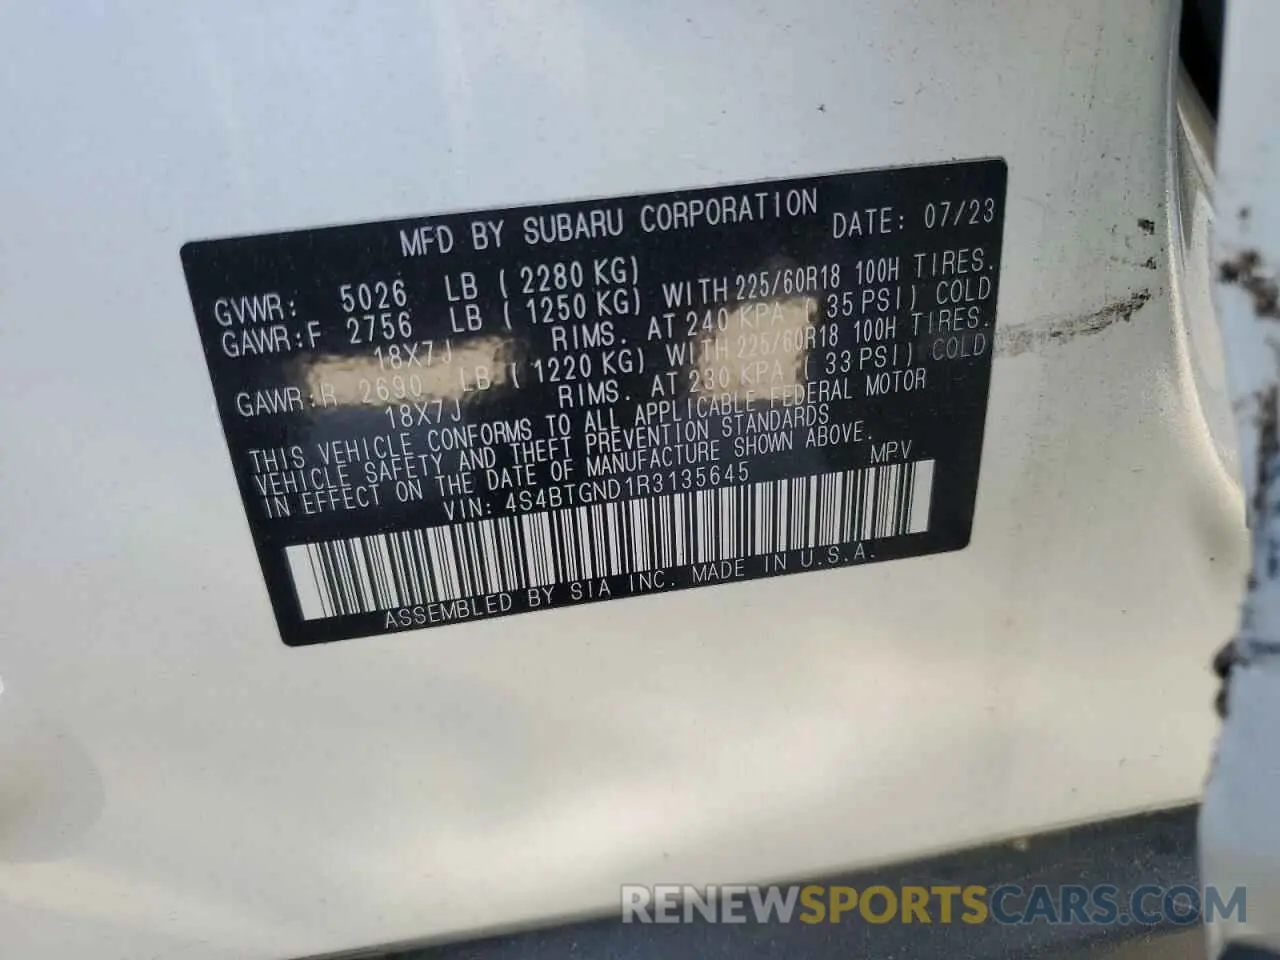 MFD BY SUBARU CORPORATION DATE: 07/23
GVWR: 5026 LB ( 2280 KG)
GAWR:F 2756 LB ( 1250 KG) WITH 225/60R18 100H TIRES.
18X7J RIMS. AT 240 KPA ( 35 PSI) COLD
GAWR:R 2690 LB ( 1220 KG) WITH 225/60R18 100H TIRES.
18X7J RIMS. AT 230 KPA ( 33 PSI) COLD
THIS VEHICLE CONFORMS TO ALL APPLICABLE FEDERAL MOTOR
VEHICLE SAFETY AND THEFT PREVENTION STANDARDS
IN EFFECT ON THE DATE OF MANUFACTURE SHOWN ABOVE.
VIN: 4S4BTGND1R3135645 MPV
ASSEMBLED BY SIA INC. MADE IN U.S.A.
RENEWSPORTSCARS.COM